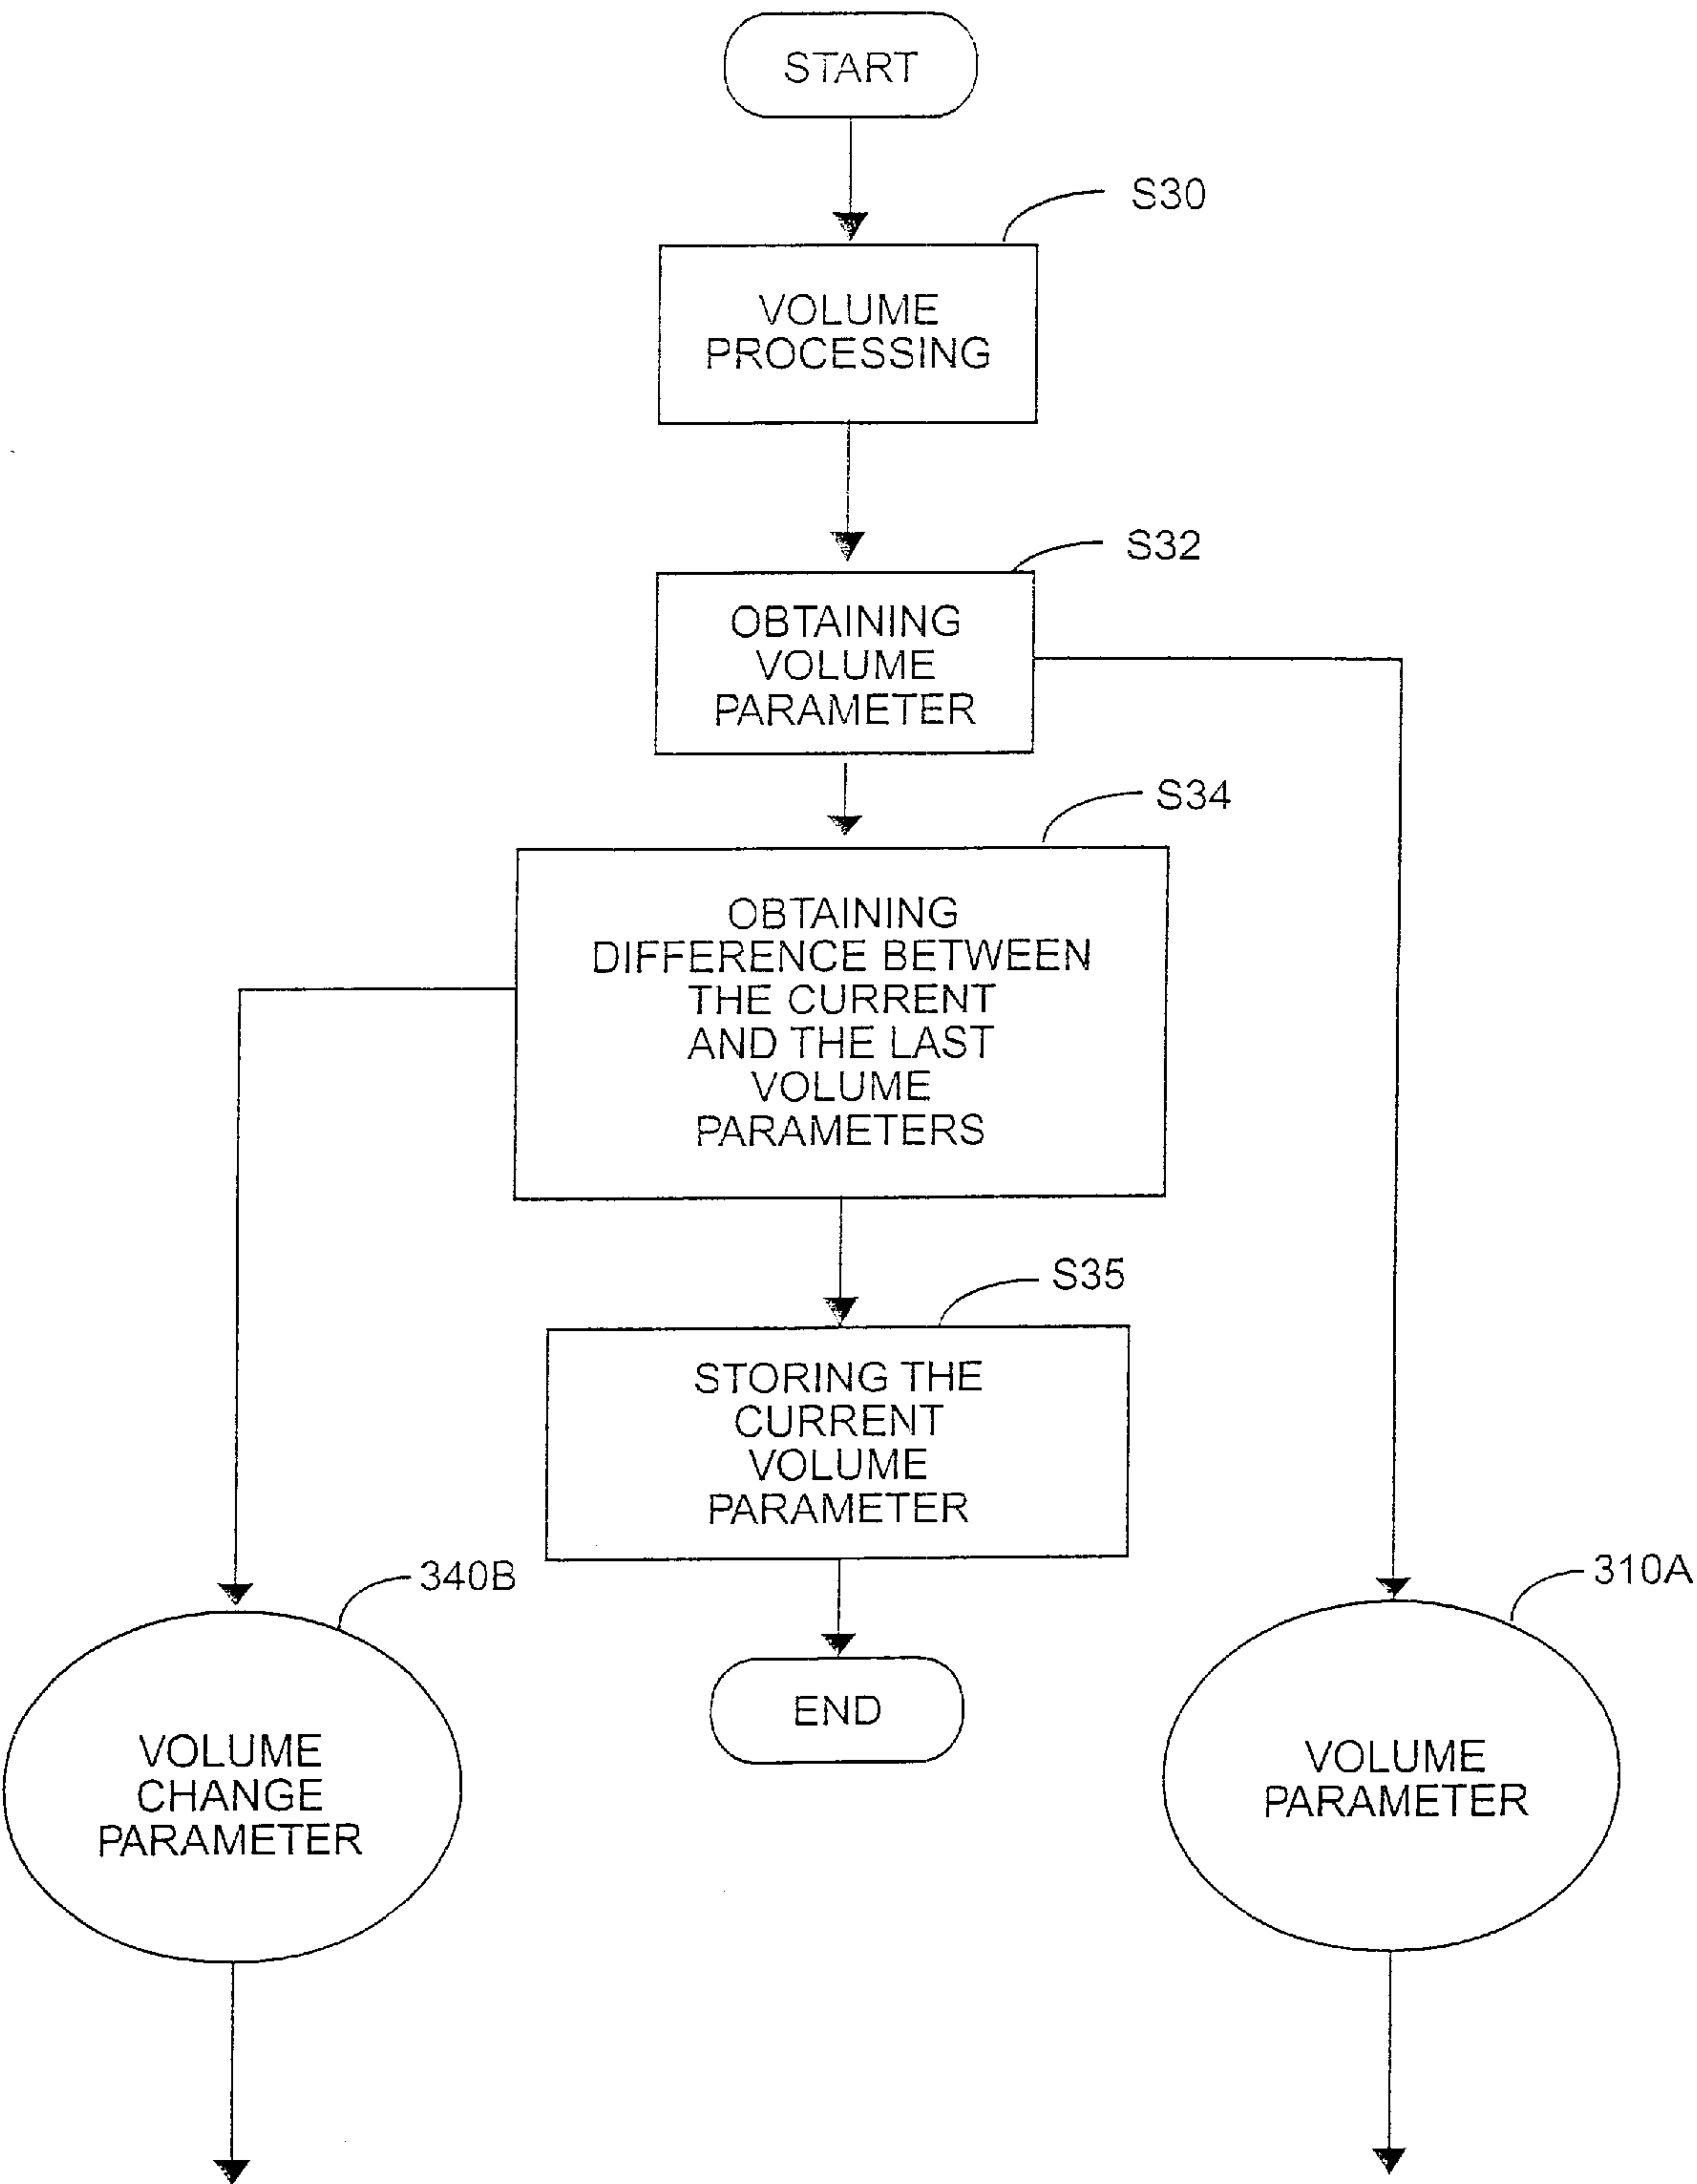 START
S30
VOLUME
PROCESSING
S32
OBTAINING
VOLUME
PARAMETER
S34
OBTAINING
DIFFERENCE BETWEEN
THE CURRENT
AND THE LAST
VOLUME
PARAMETERS
S35
STORING THE
CURRENT
VOLUME
PARAMETER
340B
310A
END
VOLUME
CHANGE
PARAMETER
VOLUME
PARAMETER